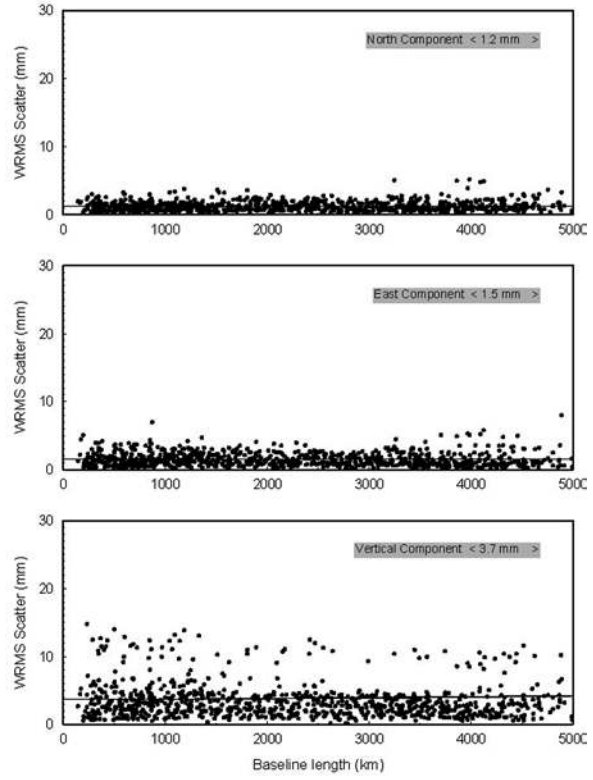 30
20
10
0
WRMS Scatter (mm)
North Component < 1.2 mm >
0 1000 2000 3000 4000 5000
30
20
10
0
WRMS Scatter (mm)
East Component < 1.5 mm >
0 1000 2000 3000 4000 5000
30
20
10
0
WRMS Scatter (mm)
Vertical Component < 3.7 mm >
0 1000 2000 3000 4000 5000
Baseline length (km)